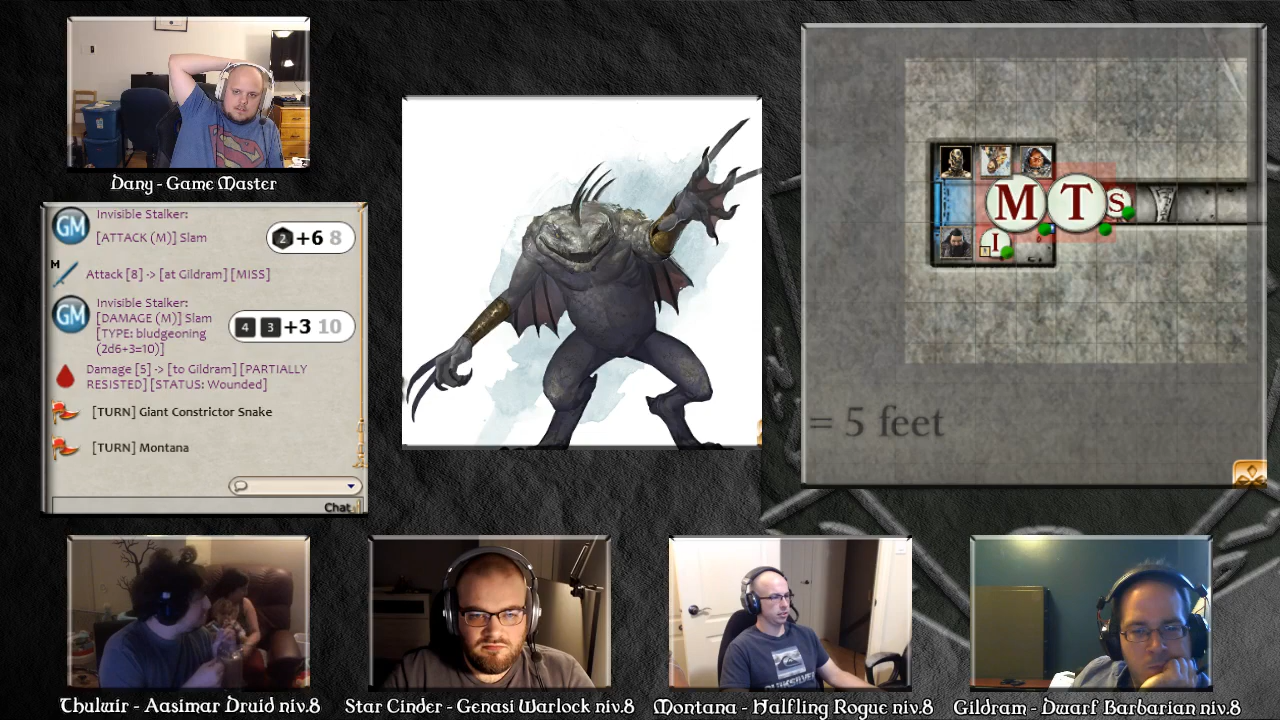 Dany - Game Master
GM
Invisible Stalker:
[ATTACK (M)] Slam
2 +6 8
M
Attack [8] -> [at Gildram] [MISS]
GM
Invisible Stalker:
[DAMAGE (M)] Slam
[TYPE: bludgeoning
(2d6+3=10)]
4 3 +3 10
Damage [5] -> [to Gildram] [PARTIALLY
RESISTED] [STATUS: Wounded]
[TURN] Giant Constrictor Snake
[TURN] Montana
Chat
M T S
I
= 5 feet
Thulwir - Aasimar Druid niv.8
Star Cinder - Genasi Warlock niv.8
Montana - Halfling Rogue niv.8
Gildram - Dwarf Barbarian niv.8
QUIKSILVER